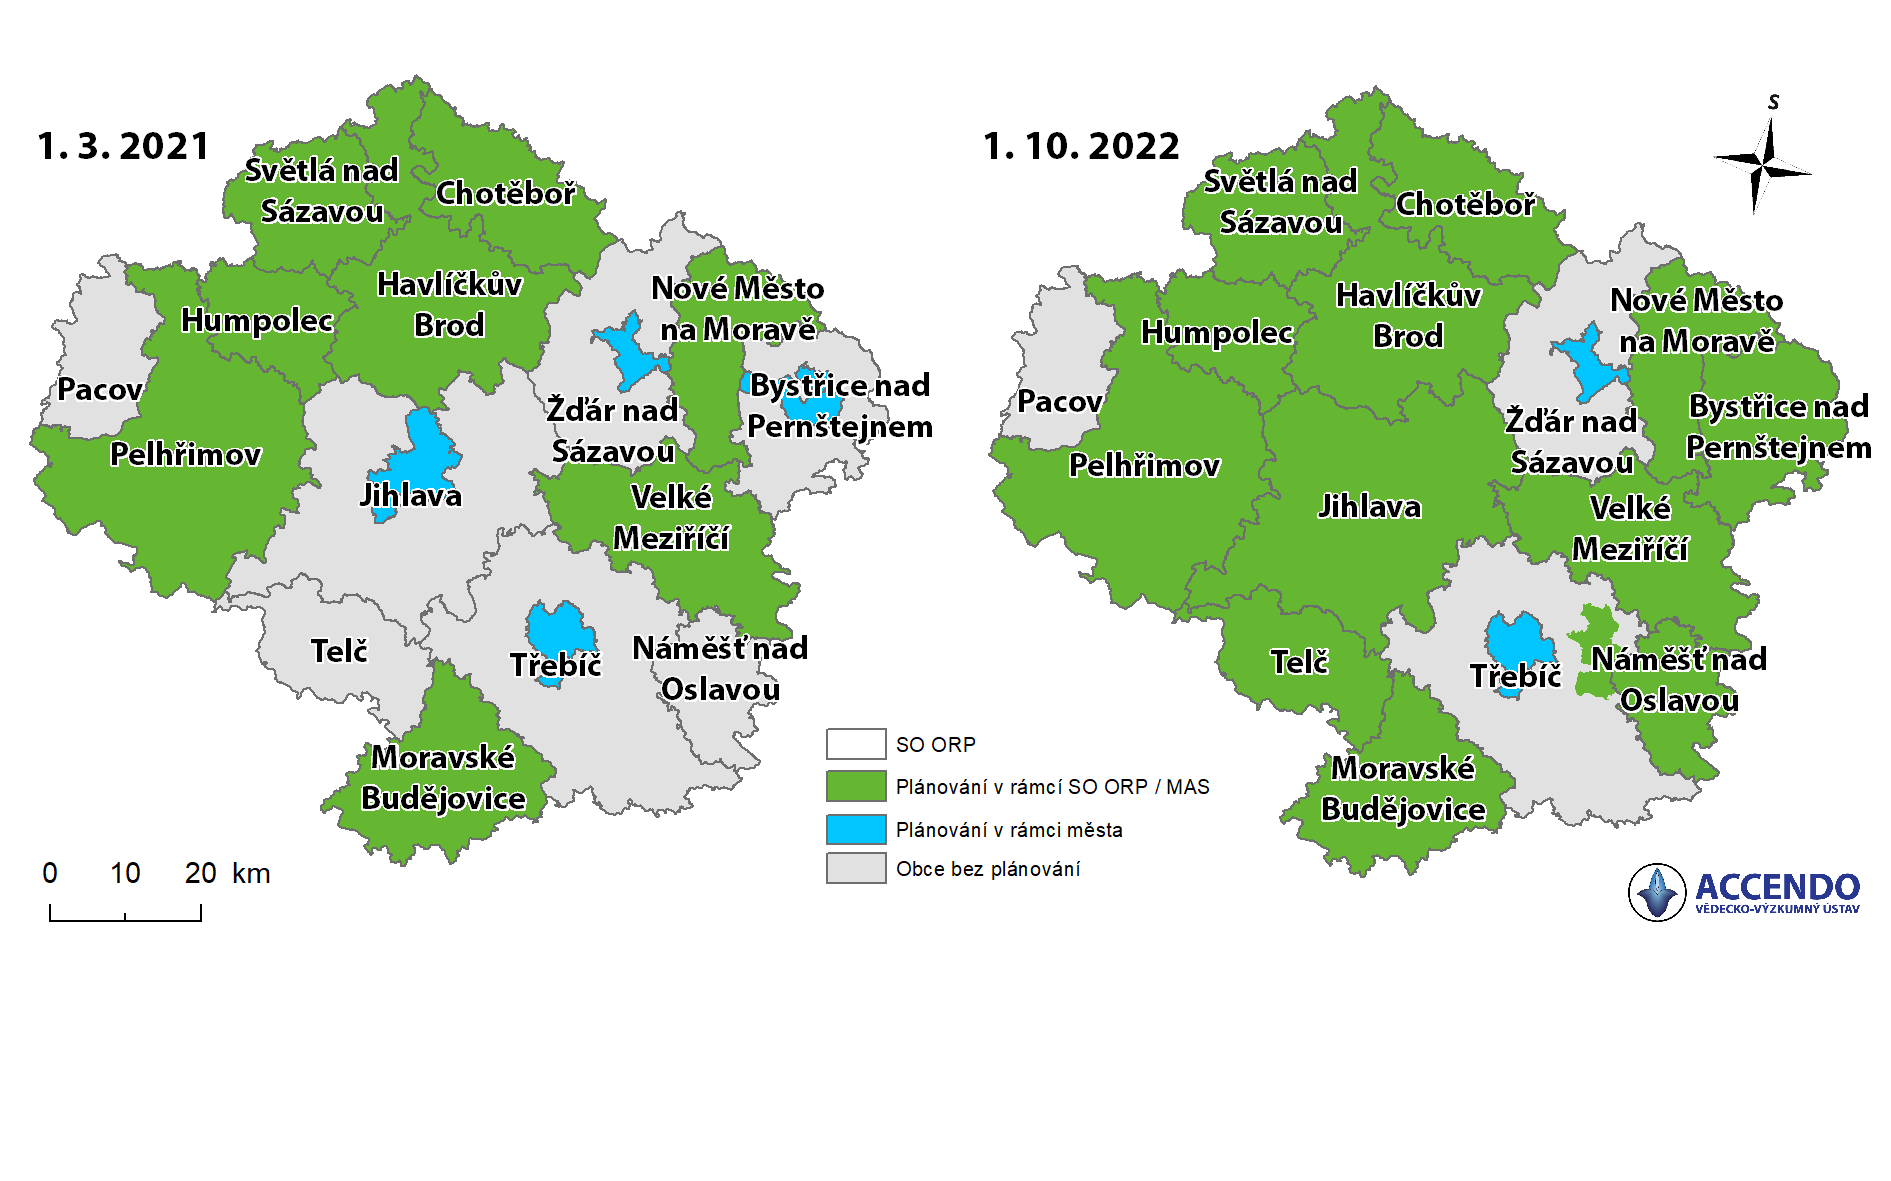 1. 3. 2021
Světlá nad
Sázavou
Chotěboř
Havlíčkův
Brod
Humpolec
Pacov
Pelhřimov
Nové Město
na Moravě
Bystřice nad
Pernštejnem
Žďár nad
Sázavou
Jihlava
Velké
Meziříčí
Telč
Třebíč
Náměšť nad
Oslavou
Moravské
Budějovice
0 10 20 km
1. 10. 2022
S
Světlá nad
Sázavou
Chotěboř
Havlíčkův
Brod
Humpolec
Pacov
Pelhřimov
Nové Město
na Moravě
Bystřice nad
Pernštejnem
Žďár nad
Sázavou
Jihlava
Velké
Meziříčí
Telč
Třebíč
Náměšť nad
Oslavou
Moravské
Budějovice
SO ORP
Plánování v rámcí SO ORP / MAS
Plánování v rámci města
Obce bez plánování
ACCENDO
VĚDECKO-VÝZKUMNÝ ÚSTAV